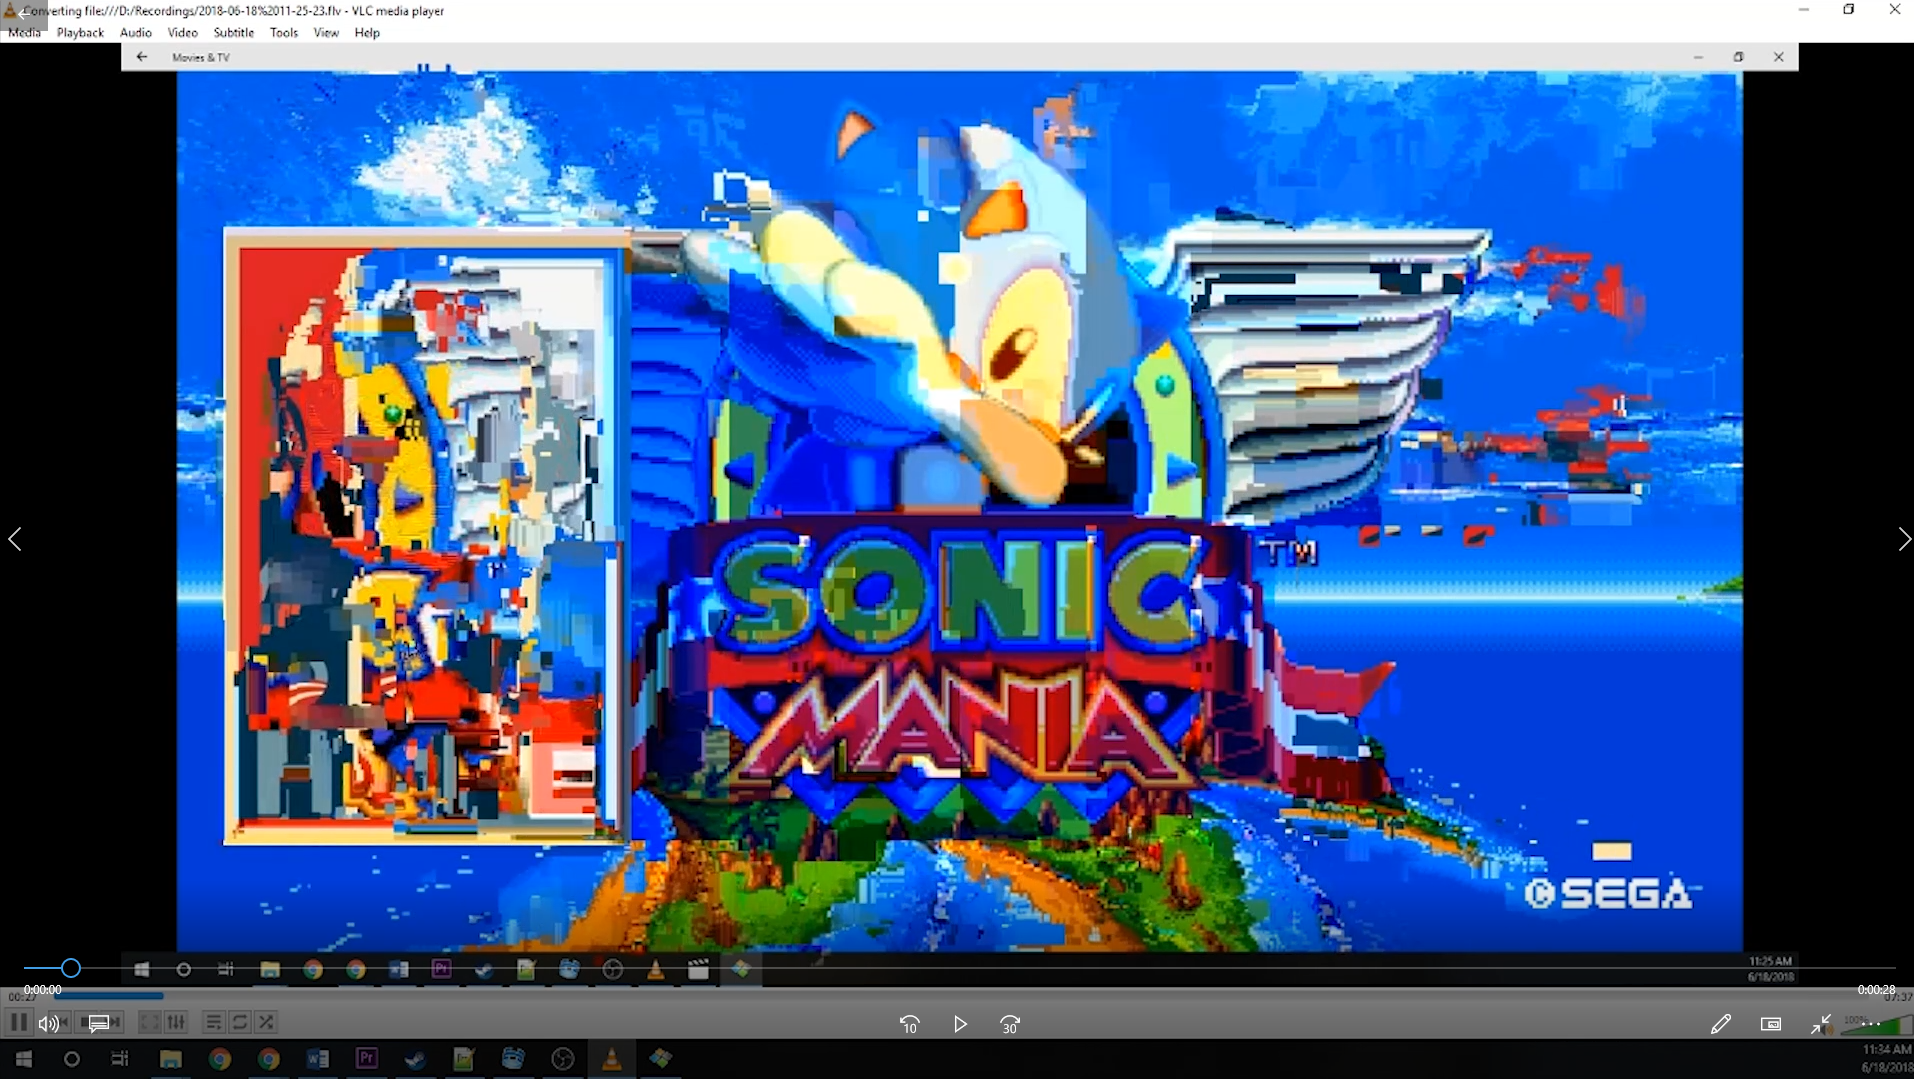 Converting file:///D:/Recordings/2018-06-18%2011-25-23.flv - VLC media player
Media Playback Audio Video Subtitle Tools View Help
Movies & TV
SONIC
TM
MANIA
©SEGA
11:25 AM
6/18/2018
0:00:00
0:00:28
00:27
07:37
10
30
100%
11:34 AM
6/18/2018